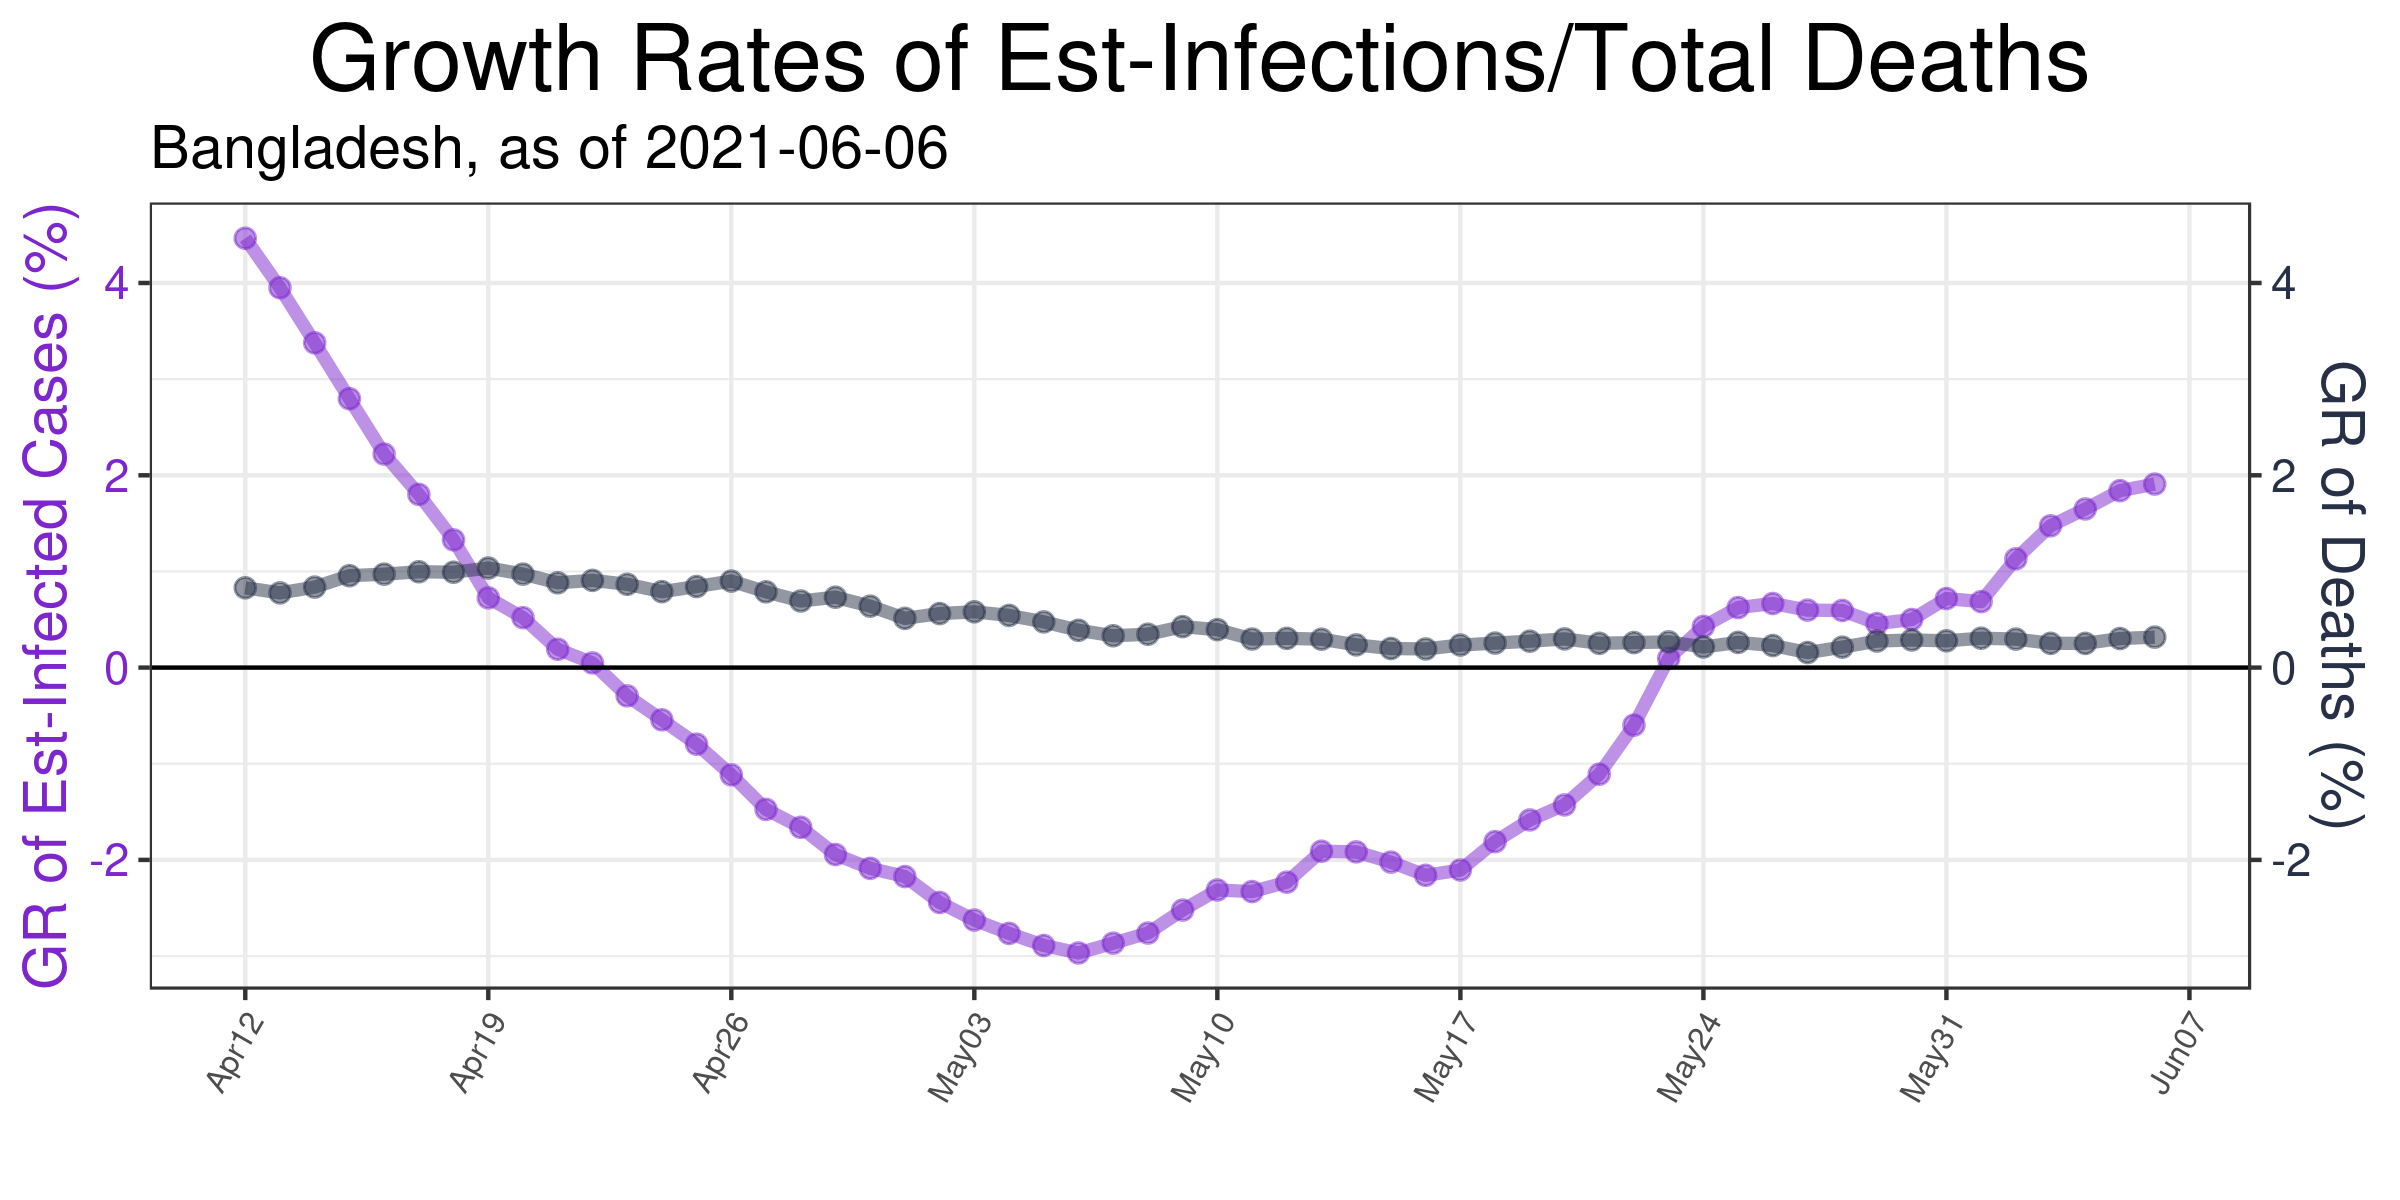 Growth Rates of Est-Infections/Total Deaths
Bangladesh, as of 2021-06-06
GR of Est-Infected Cases (%)
4
2
0
-2
4
2
0
-2
GR of Deaths (%)
Apr12
Apr19
Apr26
May03
May10
May17
May24
May31
Jun07